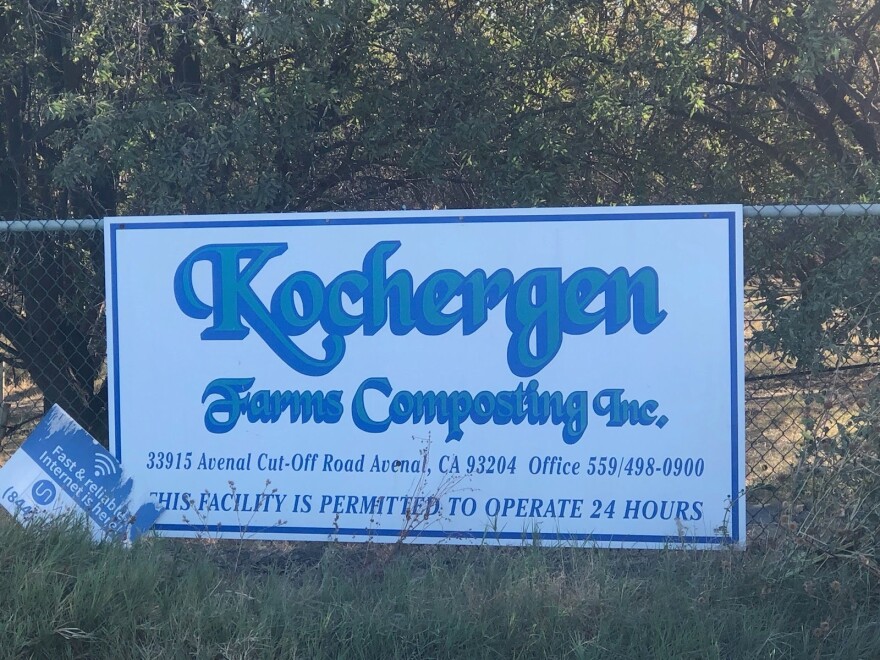 Kochergen
Farms Composting Inc.
33915 Avenal Cut-Off Road Avenal, CA 93204 Office 559/498-0900
THIS FACILITY IS PERMITTED TO OPERATE 24 HOURS
Fast & reliable
Internet is here